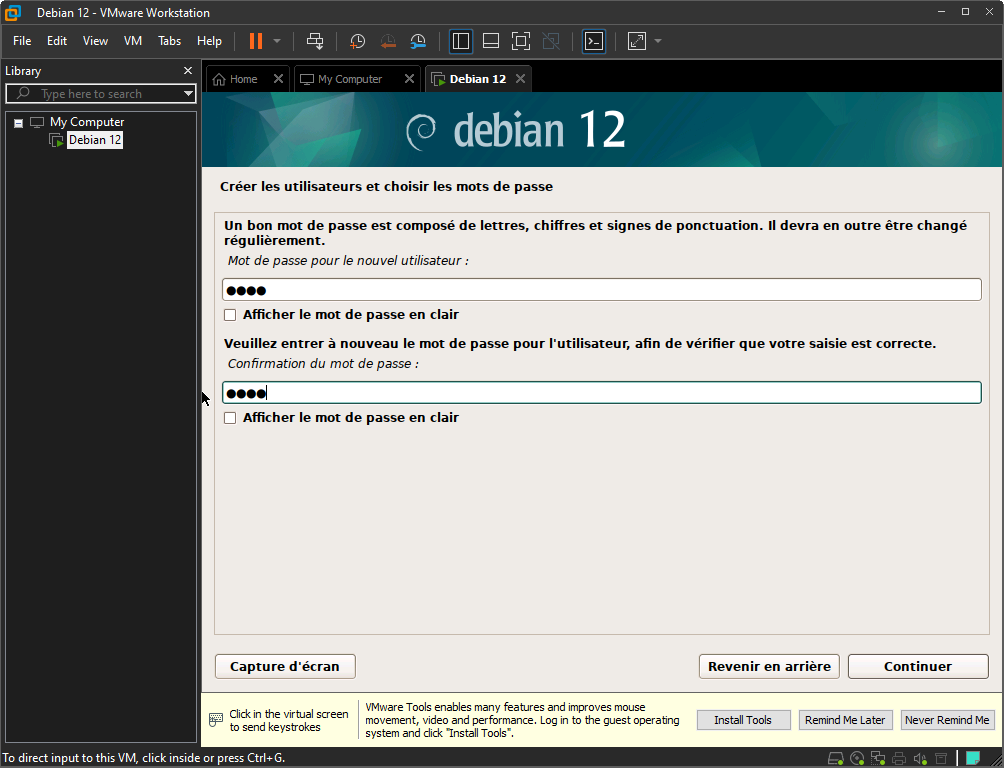 Debian 12 - VMware Workstation
File Edit View VM Tabs Help
Library
Type here to search
My Computer
Debian 12
Home My Computer Debian 12
debian 12
Créer les utilisateurs et choisir les mots de passe
Un bon mot de passe est composé de lettres, chiffres et signes de ponctuation. Il devra en outre être changé
régulièrement.
Mot de passe pour le nouvel utilisateur :
Afficher le mot de passe en clair
Veuillez entrer à nouveau le mot de passe pour l'utilisateur, afin de vérifier que votre saisie est correcte.
Confirmation du mot de passe :
Afficher le mot de passe en clair
Capture d'écran Revenir en arrière Continuer
Click in the virtual screen
to send keystrokes
VMware Tools enables many features and improves mouse
movement, video and performance. Log in to the guest operating
system and click "Install Tools".
Install Tools Remind Me Later Never Remind Me
To direct input to this VM, click inside or press Ctrl+G.